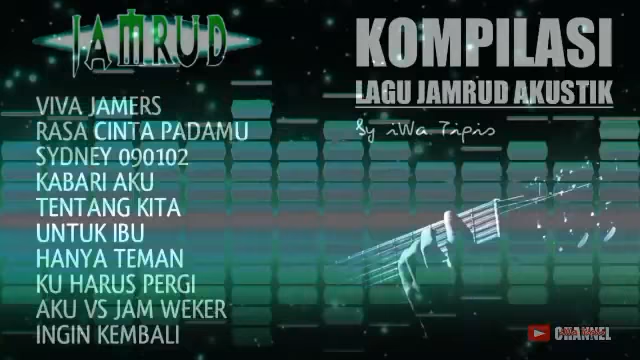 JAMRUD
KOMPILASI
LAGU JAMRUD AKUSTIK
By iWa Tipis
VIVA JAMERS
RASA CINTA PADAMU
SYDNEY 090102
KABARI AKU
TENTANG KITA
UNTUK IBU
HANYA TEMAN
KU HARUS PERGI
AKU VS JAM WEKER
INGIN KEMBALI
CHANNEL